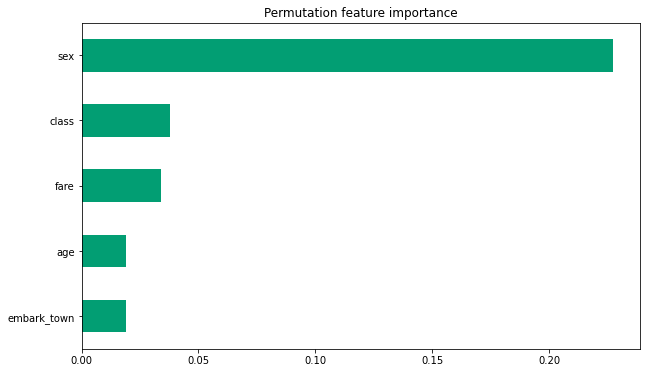 Permutation feature importance
sex
class
fare
age
embark_town
0.00 0.05 0.10 0.15 0.20